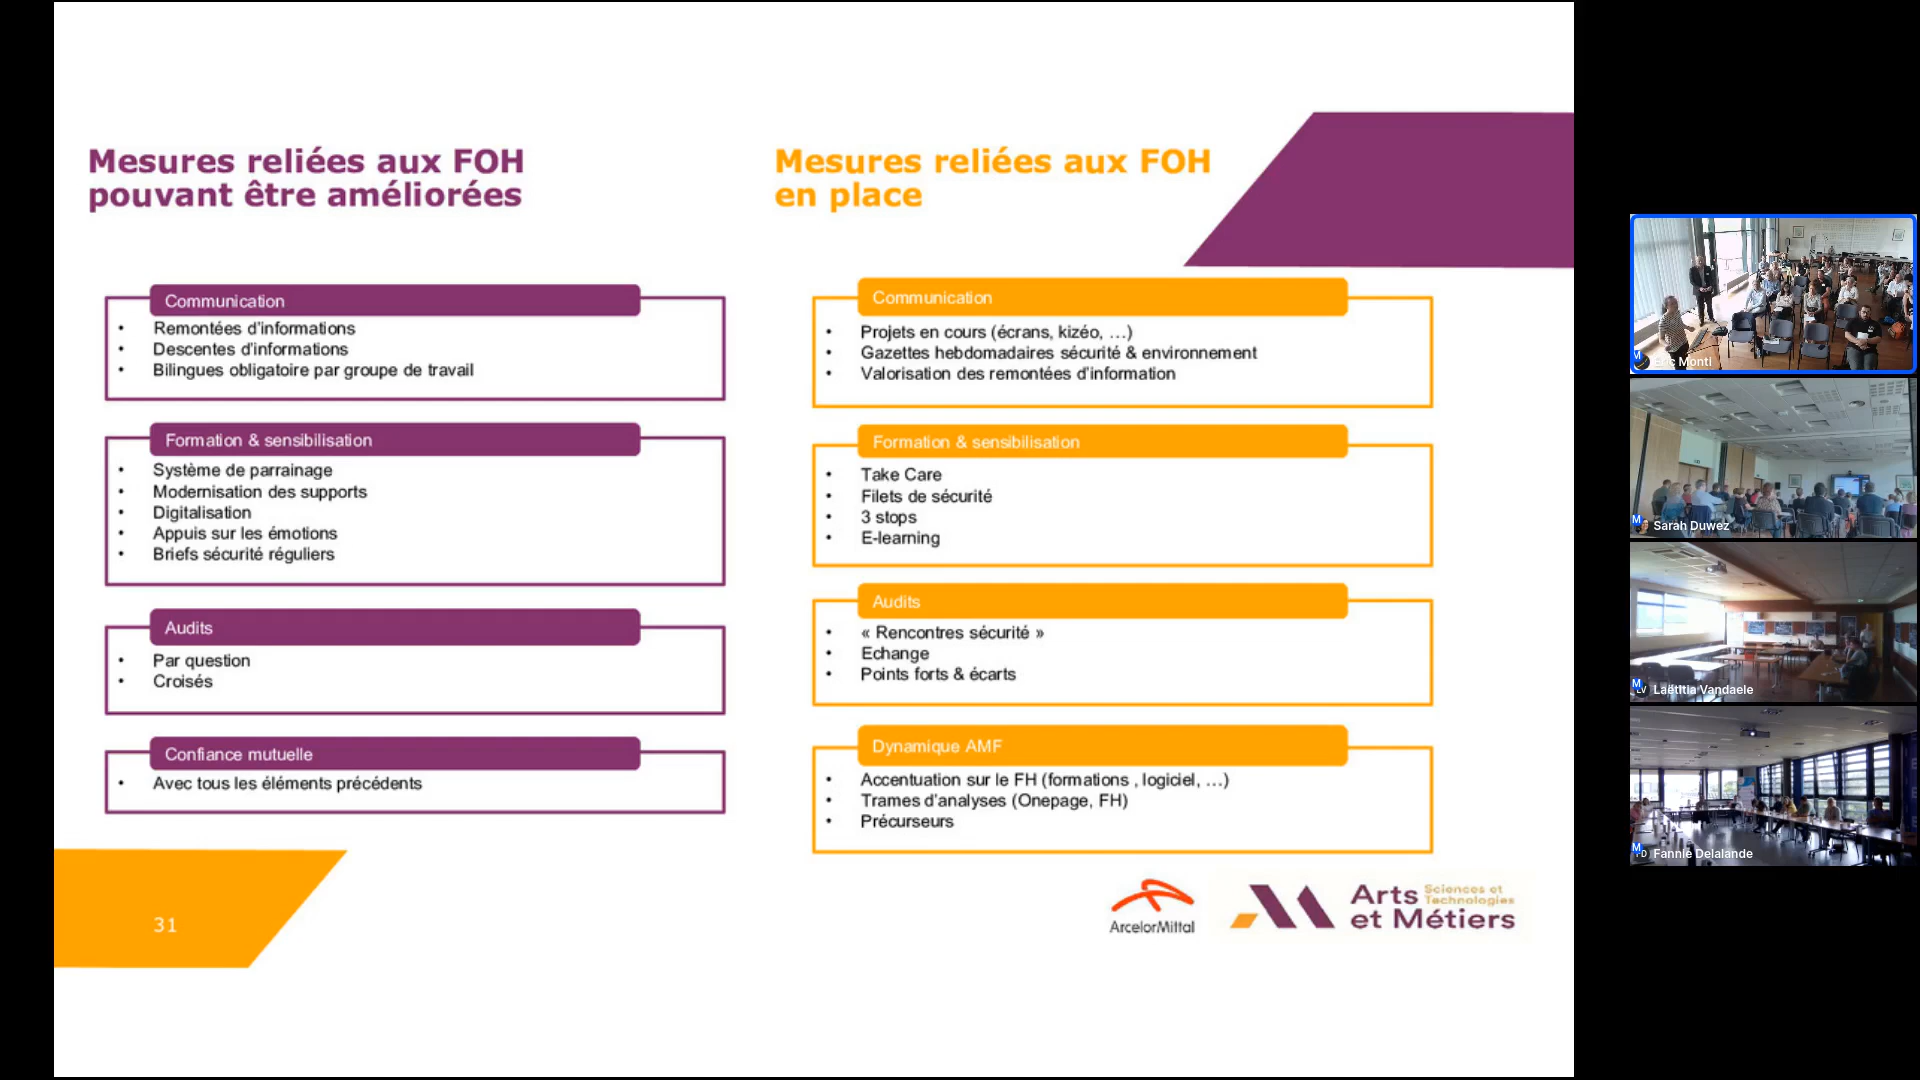 Mesures reliées aux FOH
pouvant être améliorées
Communication
• Remontées d'informations
• Descentes d'informations
• Bilingues obligatoire par groupe de travail
Formation & sensibilisation
• Système de parrainage
• Modernisation des supports
• Digitalisation
• Appuis sur les émotions
• Briefs sécurité réguliers
Audits
• Par question
• Croisés
Confiance mutuelle
• Avec tous les éléments précédents
31
Mesures reliées aux FOH
en place
Communication
• Projets en cours (écrans, kizéo, …)
• Gazettes hebdomadaires sécurité & environnement
• Valorisation des remontées d'information
Formation & sensibilisation
• Take Care
• Filets de sécurité
• 3 stops
• E-learning
Audits
• « Rencontres sécurité »
• Echange
• Points forts & écarts
Dynamique AMF
• Accentuation sur le FH (formations , logiciel, …)
• Trames d'analyses (Onepage, FH)
• Précurseurs
ArcelorMittal
Arts Sciences et
Technologies
et Métiers
M
Eric Monti
M
Sarah Duwez
M
LV Laëtitia Vandaele
M
FD Fannie Delalande